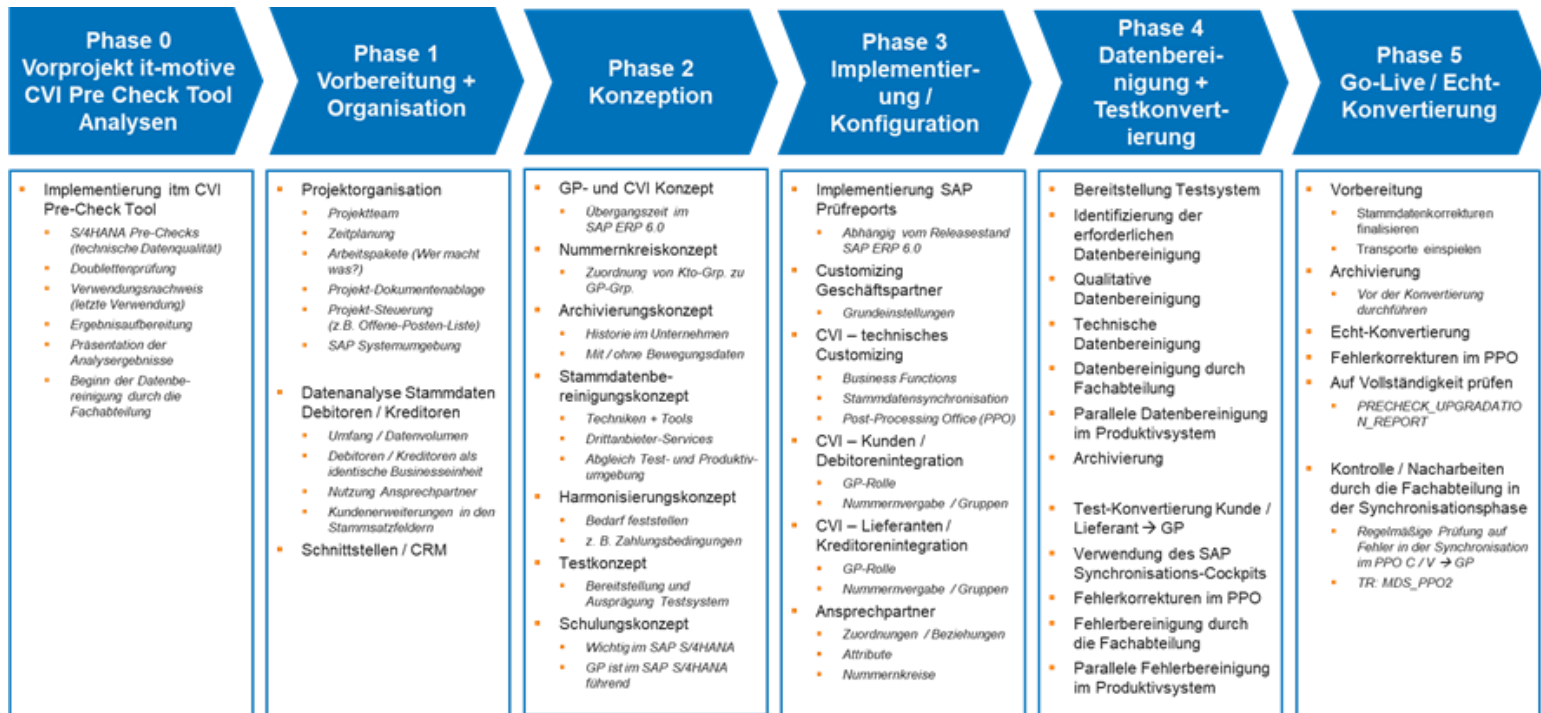 Phase 0
Vorprojekt it-motive
CVI Pre Check Tool
Analysen
Phase 1
Vorbereitung +
Organisation
Phase 2
Konzeption
Phase 3
Implementier-
ung /
Konfiguration
Phase 4
Datenberei-
nigung +
Testkonvert-
ierung
Phase 5
Go-Live / Echt-
Konvertierung
Implementierung itm CVI
Pre-Check Tool
S/4HANA Pre-Checks
(technische Datenqualität)
Doublettenprüfung
Verwendungsnachweis
(letzte Verwendung)
Ergebnisaufbereitung
Präsentation der
Analysergebnisse
Beginn der Datenbe-
reinigung durch die
Fachabteilung
Projektorganisation
Projektteam
Zeitplanung
Arbeitspakete (Wer macht
was?)
Projekt-Dokumentenablage
Projekt-Steuerung
(z.B. Offene-Posten-Liste)
SAP Systemumgebung
Datenanalyse Stammdaten
Debitoren / Kreditoren
Umfang / Datenvolumen
Debitoren / Kreditoren als
identische Businesseinheit
Nutzung Ansprechpartner
Kundenerweiterungen in den
Stammsatzfeldern
Schnittstellen / CRM
GP- und CVI Konzept
Übergangszeit im
SAP ERP 6.0
Nummernkreiskonzept
Zuordnung von Kto-Grp. zu
GP-Grp.
Archivierungskonzept
Historie im Unternehmen
Mit / ohne Bewegungsdaten
Stammdatenbe-
reinigungskonzept
Techniken + Tools
Drittanbieter-Services
Abgleich Test- und Produktiv-
umgebung
Harmonisierungskonzept
Bedarf feststellen
z. B. Zahlungsbedingungen
Testkonzept
Bereitstellung und
Ausprägung Testsystem
Schulungskonzept
Wichtig im SAP S/4HANA
GP ist im SAP S/4HANA
führend
Implementierung SAP
Prüfreports
Abhängig vom Releasestand
SAP ERP 6.0
Customizing
Geschäftspartner
Grundeinstellungen
CVI – technisches
Customizing
Business Functions
Stammdatensynchronisation
Post-Processing Office (PPO)
CVI – Kunden /
Debitorenintegration
GP-Rolle
Nummernvergabe / Gruppen
CVI – Lieferanten /
Kreditorenintegration
GP-Rolle
Nummernvergabe / Gruppen
Ansprechpartner
Zuordnungen / Beziehungen
Attribute
Nummernkreise
Bereitstellung Testsystem
Identifizierung der
erforderlichen
Datenbereinigung
Qualitative
Datenbereinigung
Technische
Datenbereinigung
Datenbereinigung durch
Fachabteilung
Parallele Datenbereinigung
im Produktivsystem
Archivierung
Test-Konvertierung Kunde /
Lieferant → GP
Verwendung des SAP
Synchronisations-Cockpits
Fehlerkorrekturen im PPO
Fehlerbereinigung durch
die Fachabteilung
Parallele Fehlerbereinigung
im Produktivsystem
Vorbereitung
Stammdatenkorrekturen
finalisieren
Transporte einspielen
Archivierung
Vor der Konvertierung
durchführen
Echt-Konvertierung
Fehlerkorrekturen im PPO
Auf Vollständigkeit prüfen
PRECHECK_UPGRADATIO
N_REPORT
Kontrolle / Nacharbeiten
durch die Fachabteilung in
der Synchronisationsphase
Regelmäßige Prüfung auf
Fehler in der Synchronisation
im PPO C / V → GP
TR: MDS_PPO2